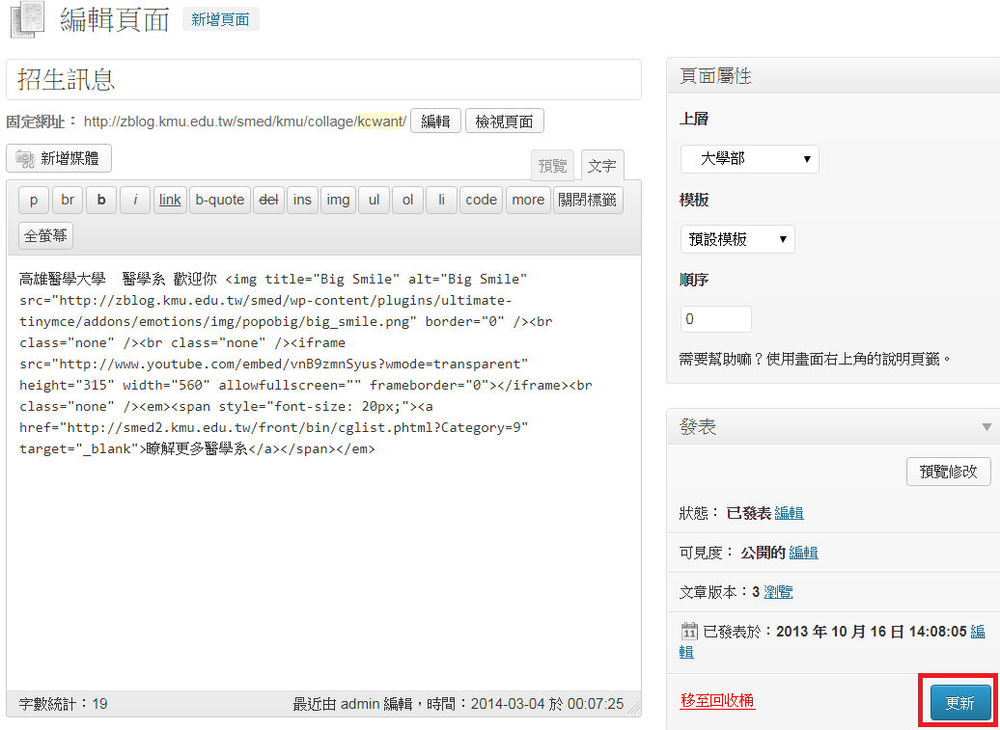 編輯頁面 新增頁面
招生訊息
固定網址： http://zblog.kmu.edu.tw/smed/kmu/collage/kcwant/ 編輯 檢視頁面
新增媒體
預覽 文字
p br b i link b-quote del ins img ul ol li code more 關閉標籤
全螢幕
高雄醫學大學  醫學系 歡迎你 <img title="Big Smile" alt="Big Smile"
src="http://zblog.kmu.edu.tw/smed/wp-content/plugins/ultimate-
tinymce/addons/emotions/img/popobig/big_smile.png" border="0" /><br
class="none" /><br class="none" /><iframe
src="http://www.youtube.com/embed/vnB9zmnSyus?wmode=transparent"
height="315" width="560" allowfullscreen="" frameborder="0"></iframe><br
class="none" /><em><span style="font-size: 20px;"><a
href="http://smed2.kmu.edu.tw/front/bin/cglist.phtml?Category=9"
target="_blank">瞭解更多醫學系</a></span></em>
字數統計：19
最近由 admin 編輯，時間：2014-03-04 於 00:07:25
頁面屬性
上層
大學部
模板
預設模板
順序
0
需要幫助嘛？使用畫面右上角的說明頁籤。
發表
預覽修改
狀態： 已發表 編輯
可見度： 公開的 編輯
文章版本：3 瀏覽
11 已發表於：2013 年 10 月 16 日 14:08:05 編
輯
移至回收桶 更新